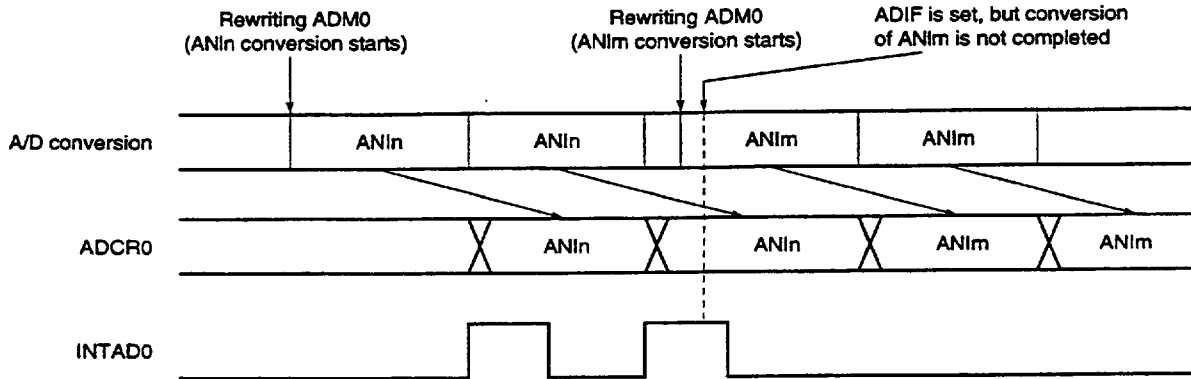 Rewriting ADM0
(ANIn conversion starts)
Rewriting ADM0
(ANIm conversion starts)
ADIF is set, but conversion
of ANIm is not completed
A/D conversion
ANIn
ANIn
ANIm
ANIm
ADCR0
ANIn
ANIn
ANIm
ANIm
INTAD0